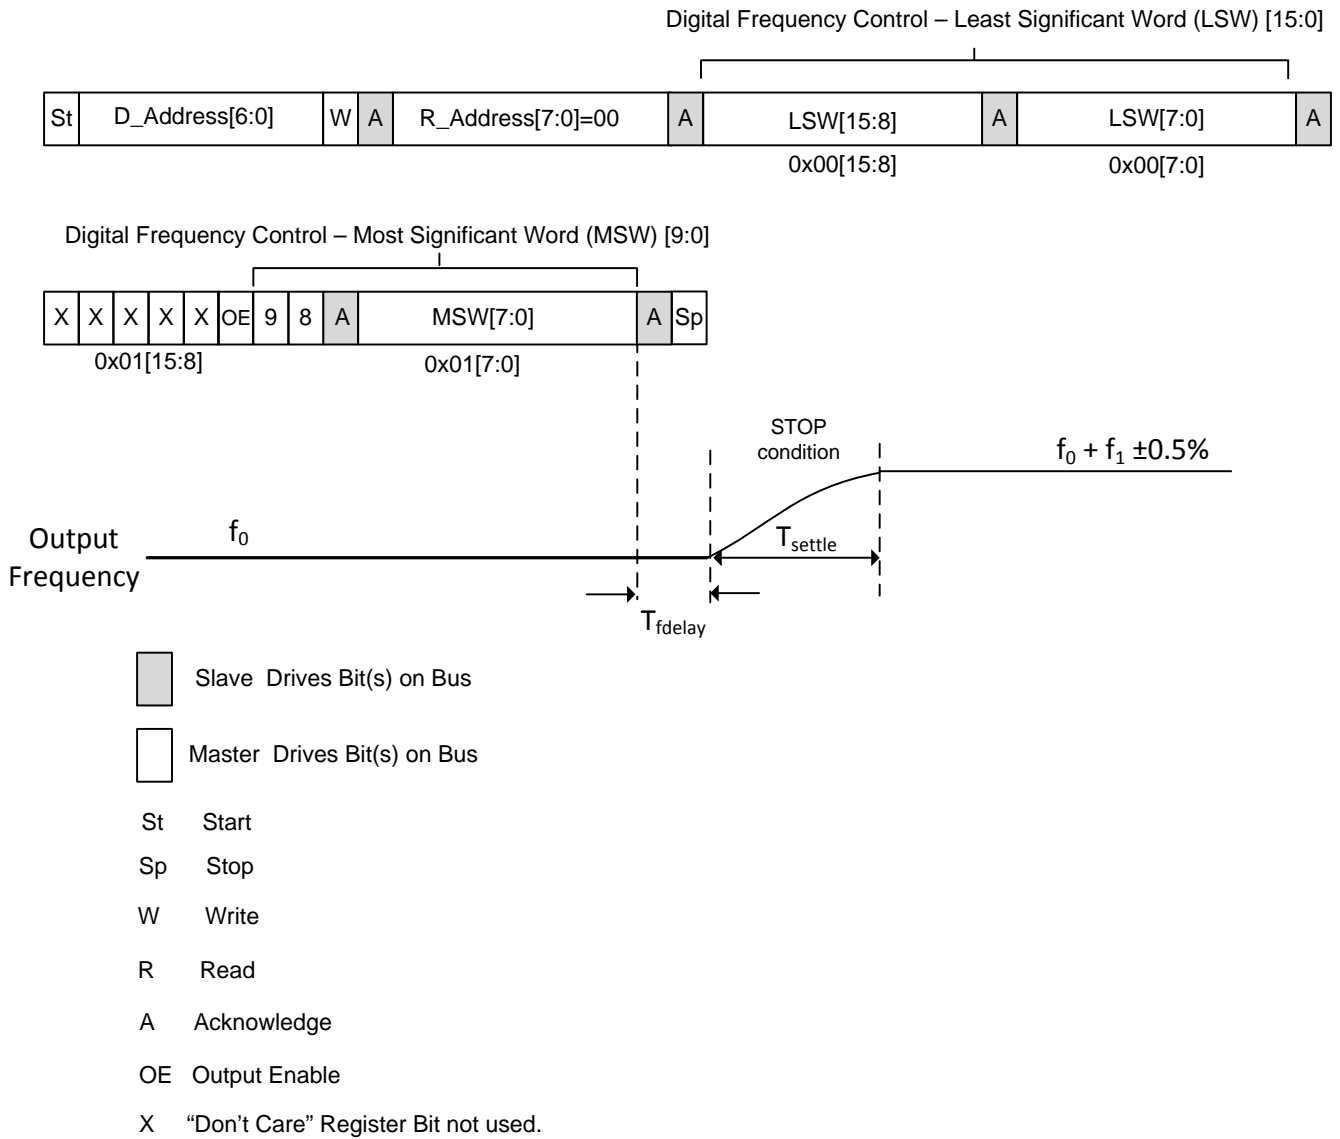 Digital Frequency Control – Least Significant Word (LSW) [15:0]
St D_Address[6:0] W A R_Address[7:0]=00 A LSW[15:8] A LSW[7:0] A
0x00[15:8] 0x00[7:0]
Digital Frequency Control – Most Significant Word (MSW) [9:0]
X X X X X OE 9 8 A MSW[7:0] A Sp
0x01[15:8] 0x01[7:0]
STOP
condition
f0 + f1 ±0.5%
Output
Frequency
f0
Tsettle
Tfdelay
Slave Drives Bit(s) on Bus
Master Drives Bit(s) on Bus
St Start
Sp Stop
W Write
R Read
A Acknowledge
OE Output Enable
X “Don’t Care” Register Bit not used.